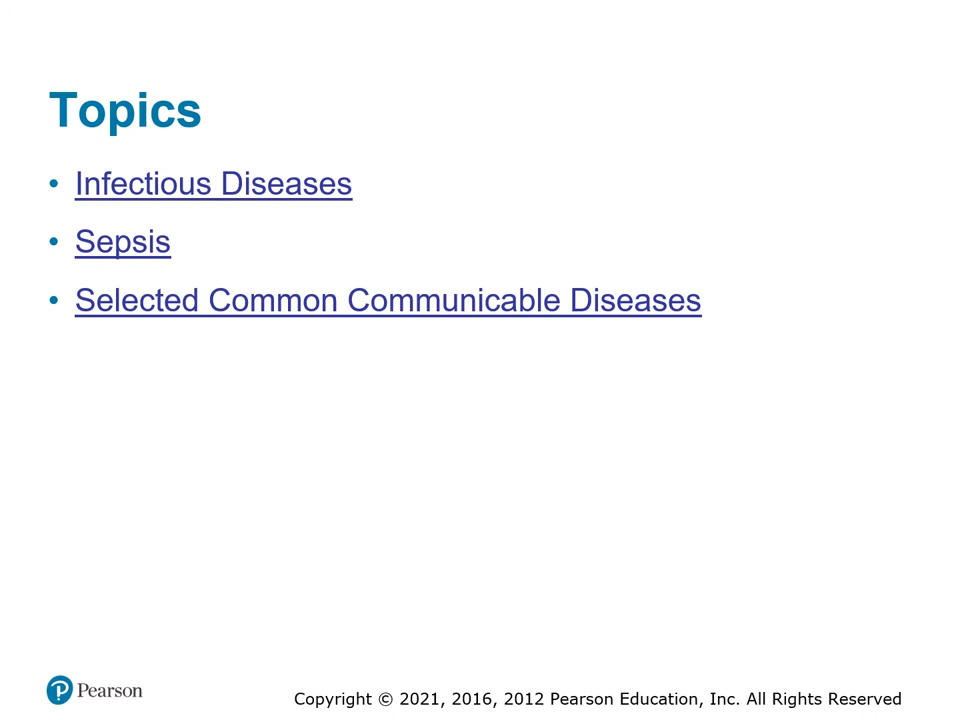 Topics
• Infectious Diseases
• Sepsis
• Selected Common Communicable Diseases
Pearson
Copyright © 2021, 2016, 2012 Pearson Education, Inc. All Rights Reserved